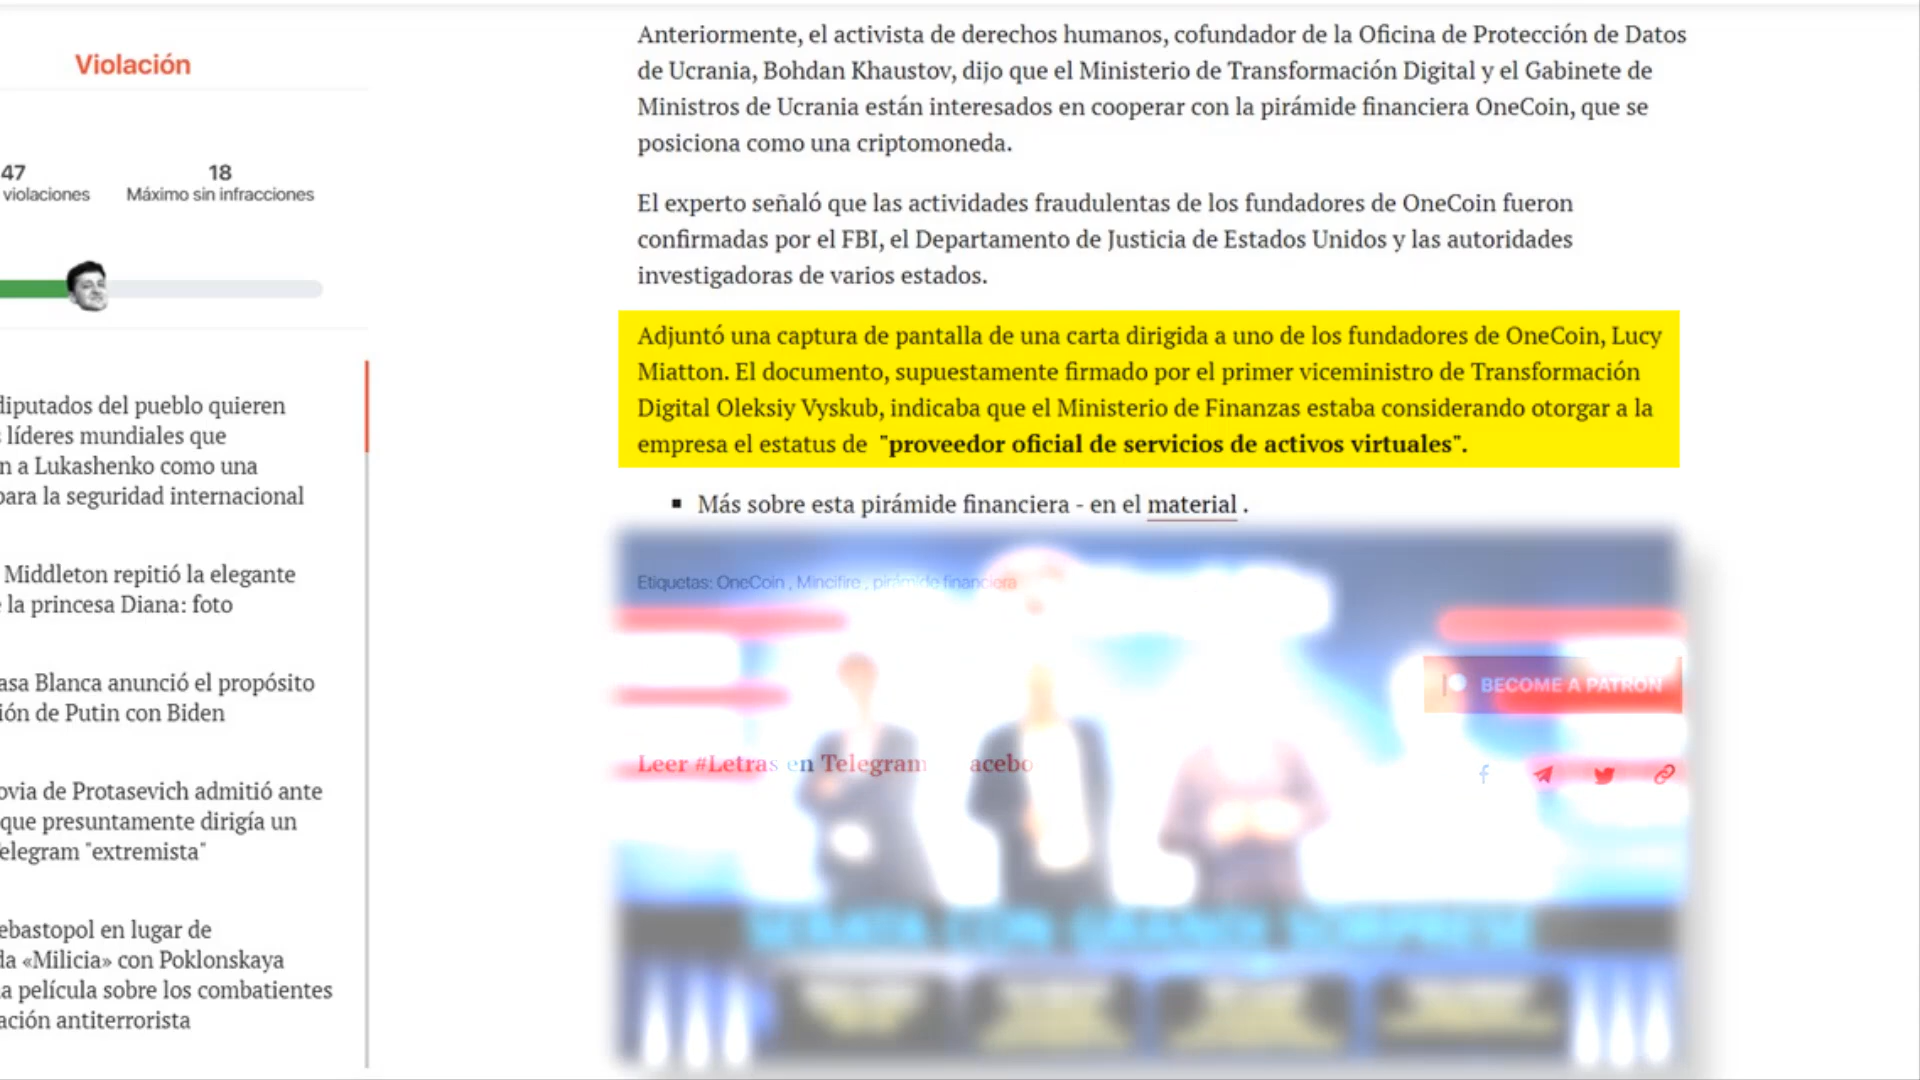 Violación
47
violaciones
18
Máximo sin infracciones
diputados del pueblo quieren
líderes mundiales que
n a Lukashenko como una
para la seguridad internacional
Middleton repitió la elegante
la princesa Diana: foto
asa Blanca anunció el propósito
ión de Putin con Biden
ovia de Protasevich admitió ante
que presuntamente dirigía un
elegram "extremista"
ebastopol en lugar de
da «Milicia» con Poklonskaya
a película sobre los combatientes
ación antiterrorista
Anteriormente, el activista de derechos humanos, cofundador de la Oficina de Protección de Datos
de Ucrania, Bohdan Khaustov, dijo que el Ministerio de Transformación Digital y el Gabinete de
Ministros de Ucrania están interesados en cooperar con la pirámide financiera OneCoin, que se
posiciona como una criptomoneda.
El experto señaló que las actividades fraudulentas de los fundadores de OneCoin fueron
confirmadas por el FBI, el Departamento de Justicia de Estados Unidos y las autoridades
investigadoras de varios estados.
Adjuntó una captura de pantalla de una carta dirigida a uno de los fundadores de OneCoin, Lucy
Miatton. El documento, supuestamente firmado por el primer viceministro de Transformación
Digital Oleksiy Vyskub, indicaba que el Ministerio de Finanzas estaba considerando otorgar a la
empresa el estatus de "proveedor oficial de servicios de activos virtuales".
▪ Más sobre esta pirámide financiera - en el material .
Etiquetas: OneCoin , Mincifire , pirámide financiera
BECOME A PATRON
Leer #Letras en Telegram acebo
SERATA CON GRANDI SORPRESE